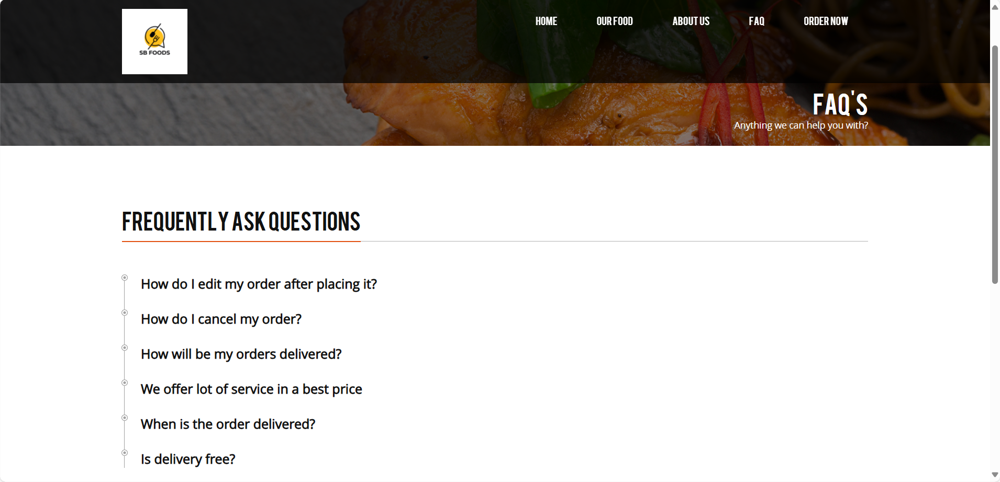 SB FOODS
HOME OUR FOOD ABOUT US FAQ ORDER NOW
FAQ'S
Anything we can help you with?
FREQUENTLY ASK QUESTIONS
How do I edit my order after placing it?
How do I cancel my order?
How will be my orders delivered?
We offer lot of service in a best price
When is the order delivered?
Is delivery free?